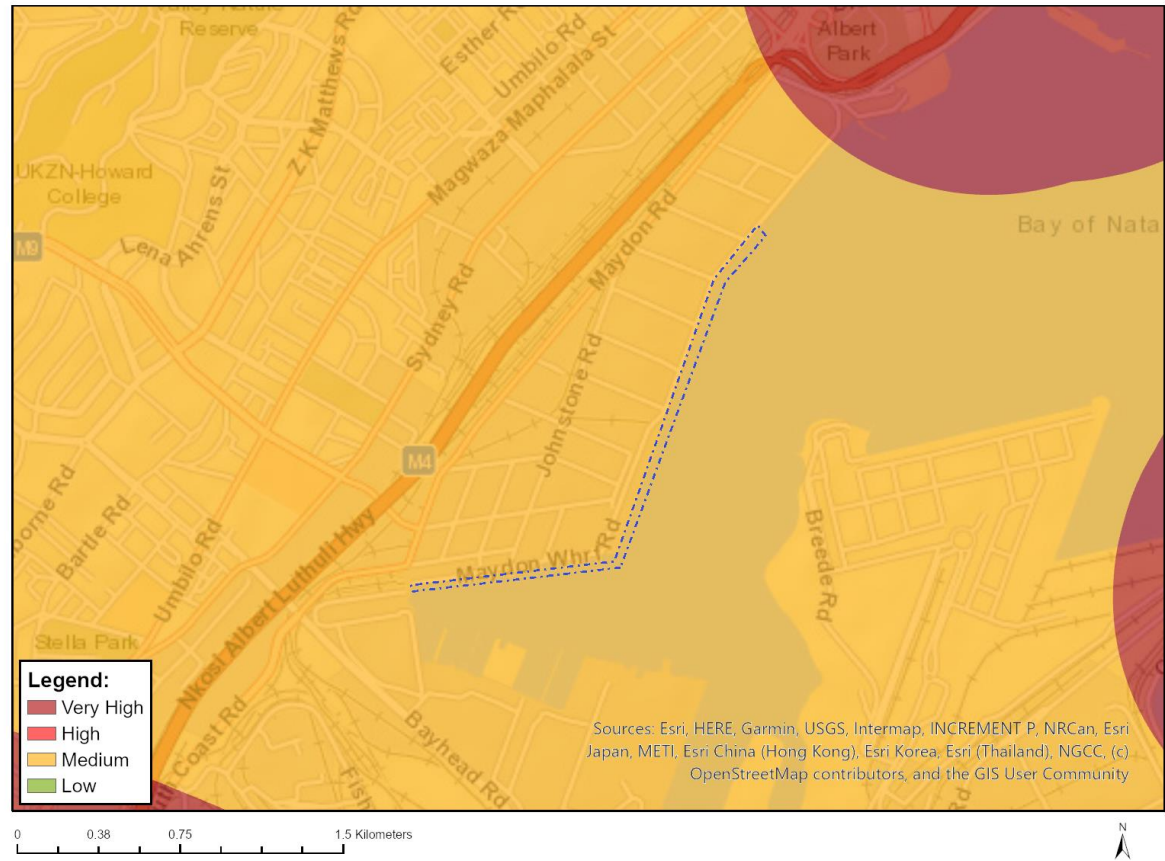 Valley Nature
Reserve
Esther Rd
Umbilo Rd
Albert
Park
Z K Matthews Rd
Magwaza Maphalala St
UKZN-Howard
College
Lena Ahrens St
M9
Bay of Nata
Maydon Rd
Sydney Rd
Johnstone Rd
M4
Bartle Rd
Umbilo Rd
Nkosi Albert Luthuli Hwy
Maydon Whrf Rd
Breede Rd
Stella Park
Bayhead Rd
Rd
Legend:
Very High
High
Medium
Low
Sources: Esri, HERE, Garmin, USGS, Intermap, INCREMENT P, NRCan, Esri
Japan, METI, Esri China (Hong Kong), Esri Korea, Esri (Thailand), NGCC, (c)
OpenStreetMap contributors, and the GIS User Community
0 0.38 0.75 1.5 Kilometers
N